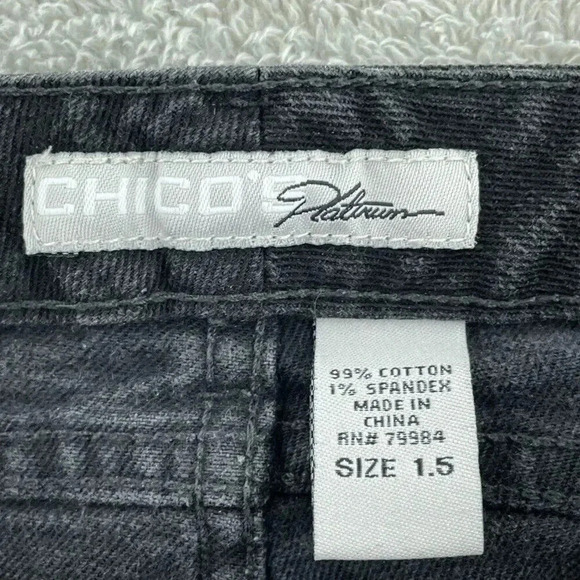 CHICO'S Platinum
99% COTTON
1% SPANDEX
MADE IN
CHINA
RN# 79984
SIZE 1.5